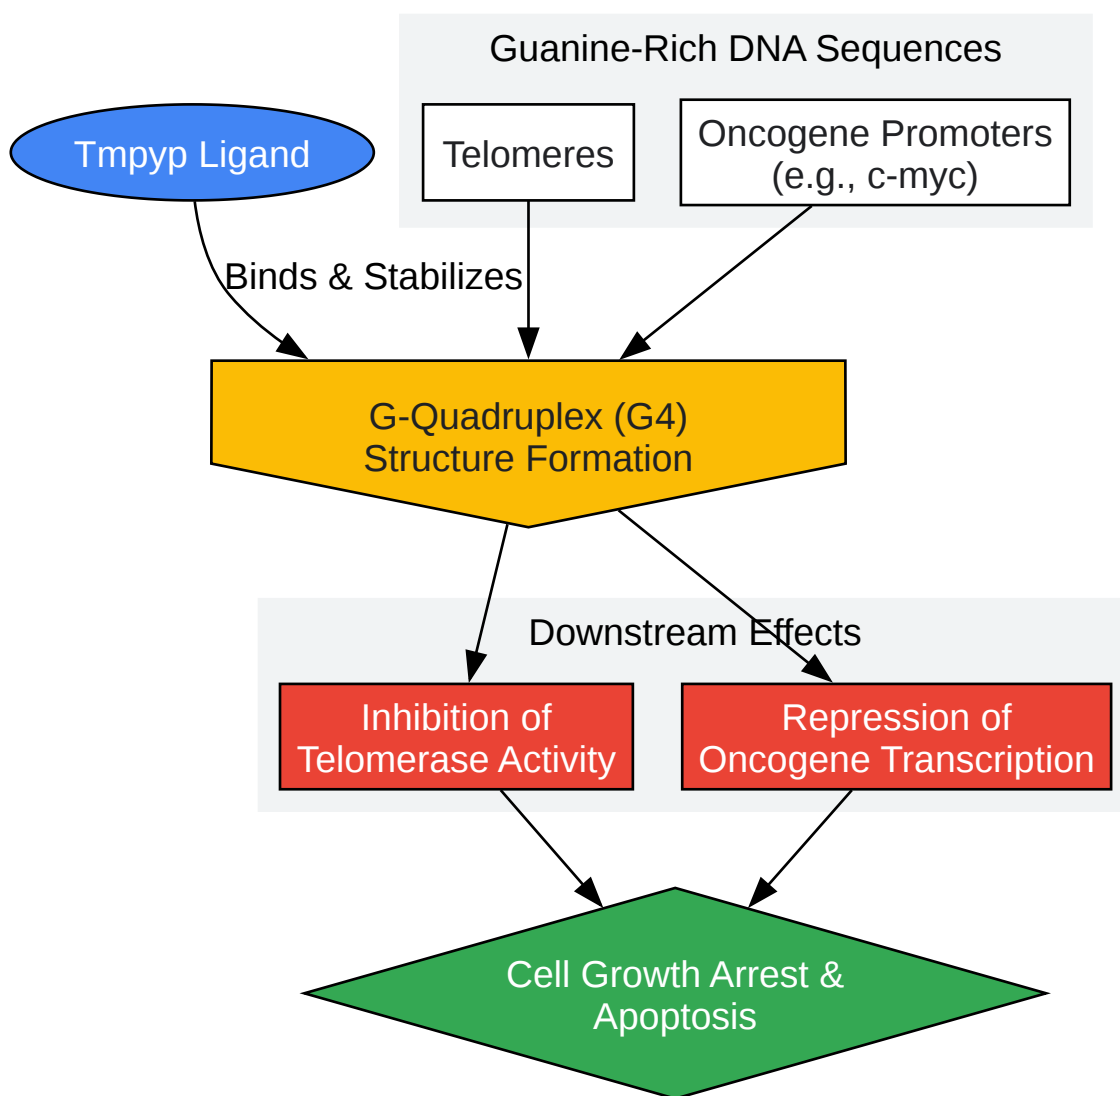 Guanine-Rich DNA Sequences
Tmpyp Ligand
Telomeres
Oncogene Promoters
(e.g., c-myc)
Binds & Stabilizes
G-Quadruplex (G4)
Structure Formation
Downstream Effects
Inhibition of
Telomerase Activity
Repression of
Oncogene Transcription
Cell Growth Arrest &
Apoptosis